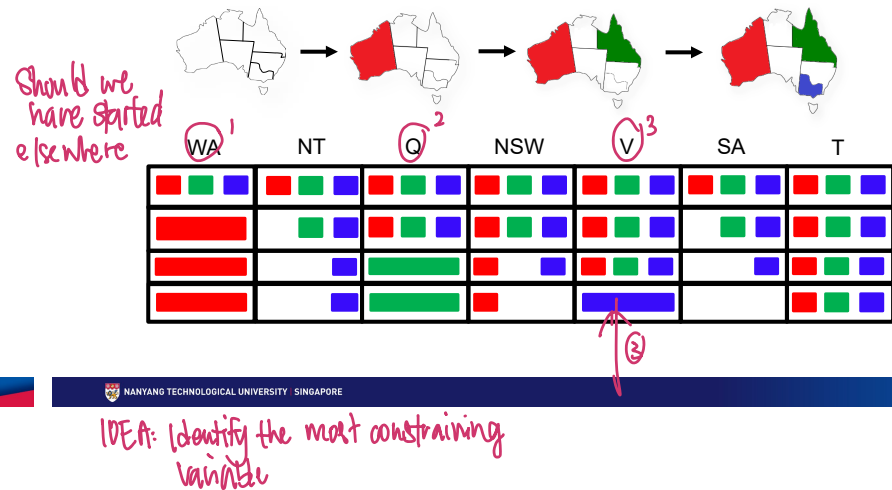 Should we
have started
elsewhere
1
2
3
WA NT Q NSW V SA T
3
NANYANG TECHNOLOGICAL UNIVERSITY | SINGAPORE
IDEA: Identify the most constraining
variable